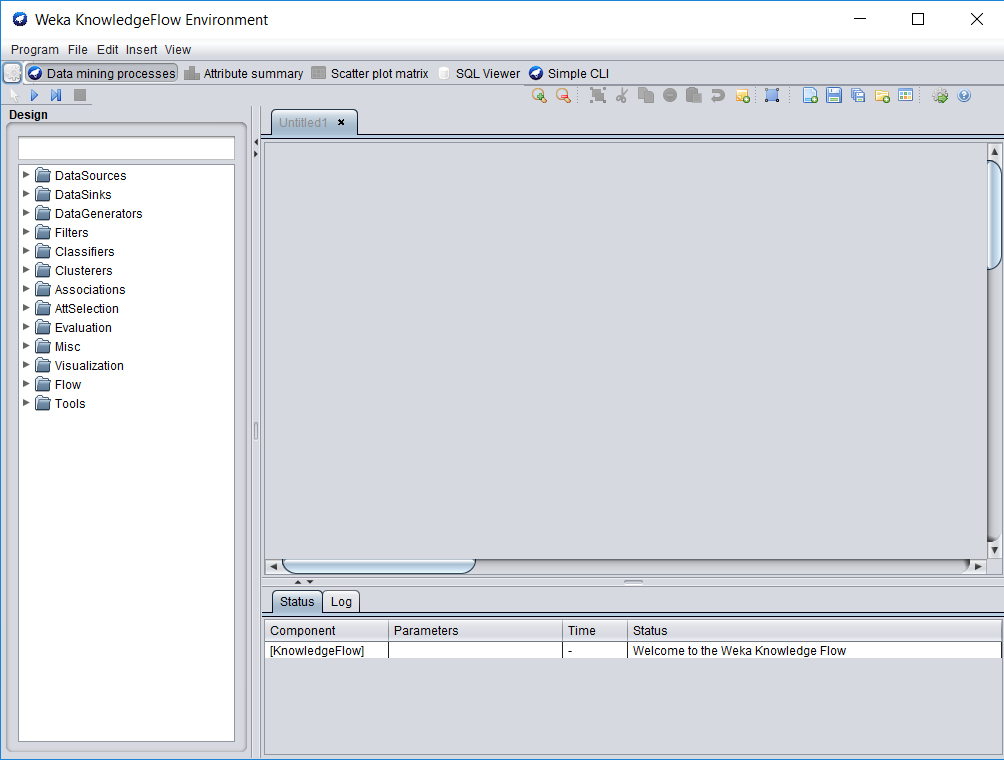 Weka KnowledgeFlow Environment
Program File Edit Insert View
Data mining processes Attribute summary Scatter plot matrix SQL Viewer Simple CLI
Design
Untitled1
DataSources
DataSinks
DataGenerators
Filters
Classifiers
Clusterers
Associations
AttSelection
Evaluation
Misc
Visualization
Flow
Tools
Status Log
Component Parameters Time Status
[KnowledgeFlow] - Welcome to the Weka Knowledge Flow